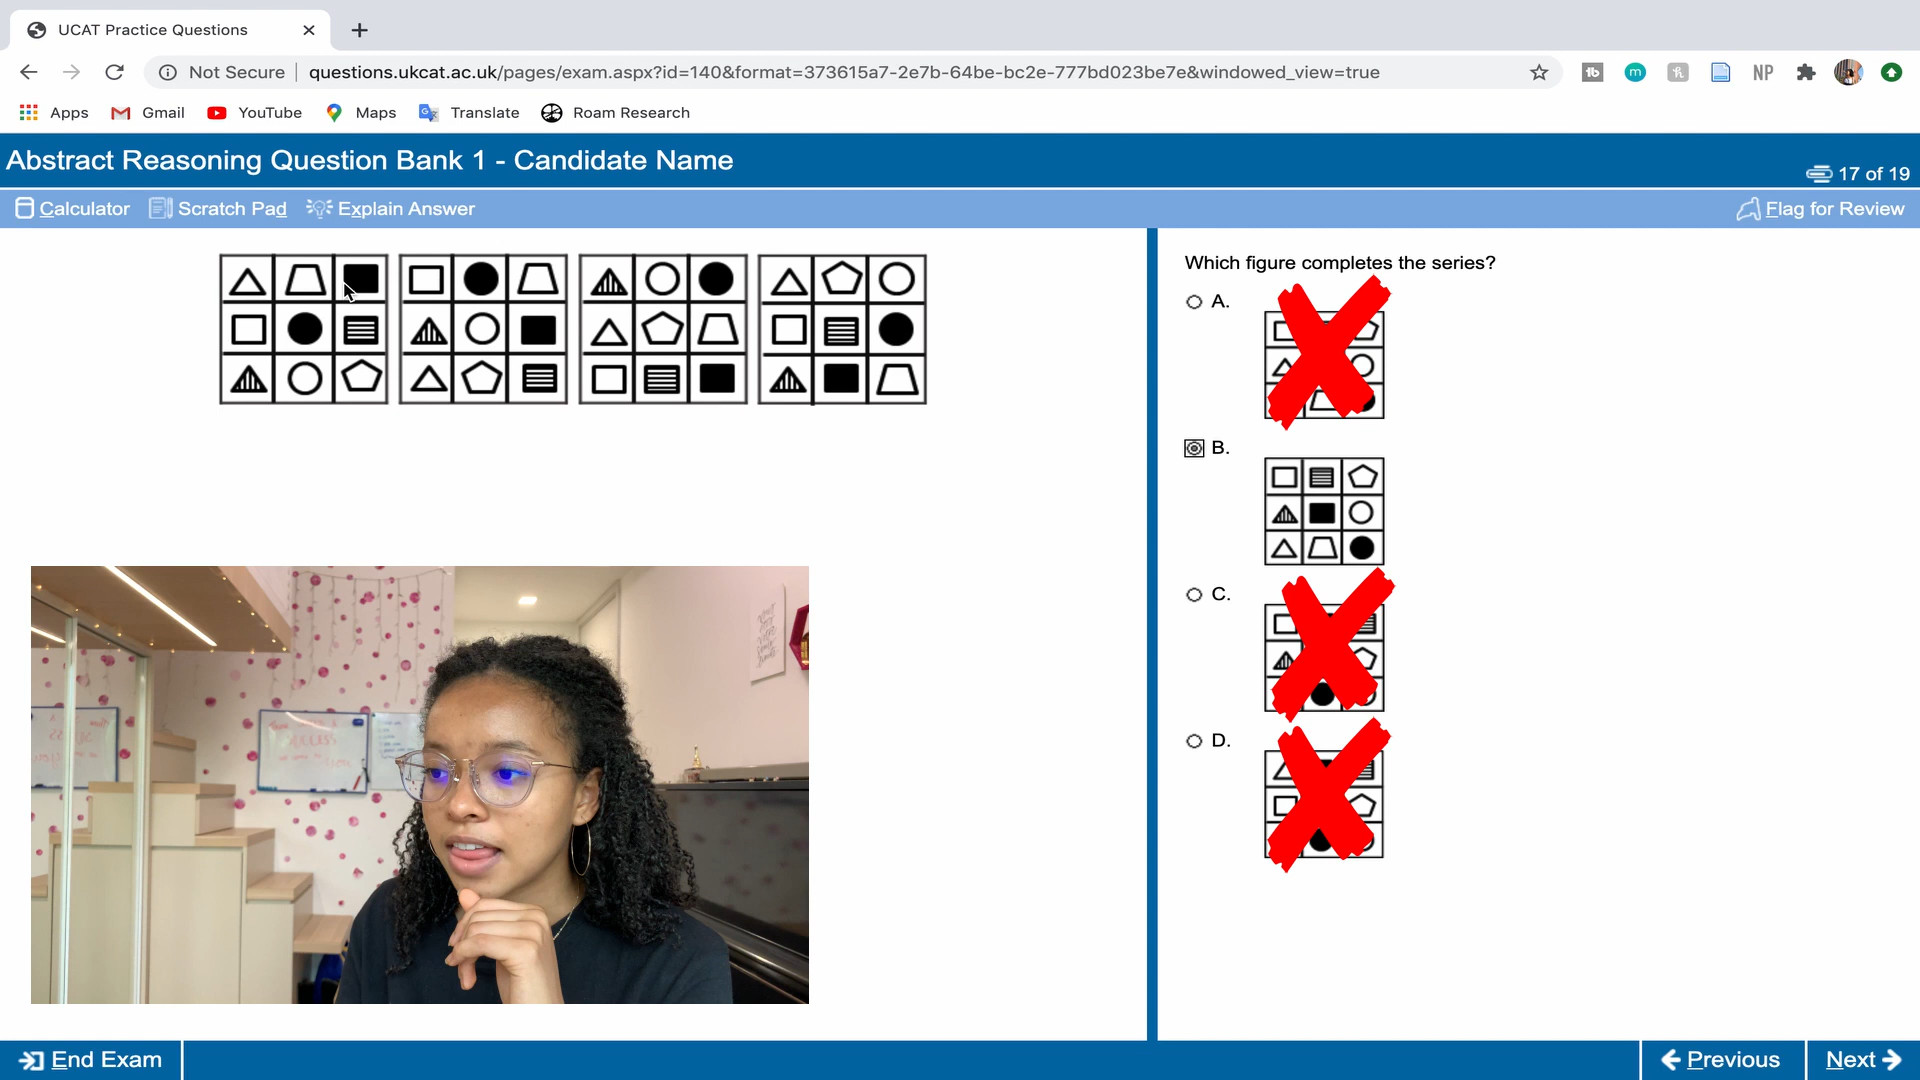 UCAT Practice Questions
Not Secure questions.ukcat.ac.uk/pages/exam.aspx?id=140&format=373615a7-2e7b-64be-bc2e-777bd023be7e&windowed_view=true
NP
Apps Gmail YouTube Maps Translate Roam Research
Abstract Reasoning Question Bank 1 - Candidate Name
17 of 19
Calculator Scratch Pad Explain Answer Flag for Review
Which figure completes the series?
A.
B.
C.
D.
SUCCESS
End Exam Previous Next